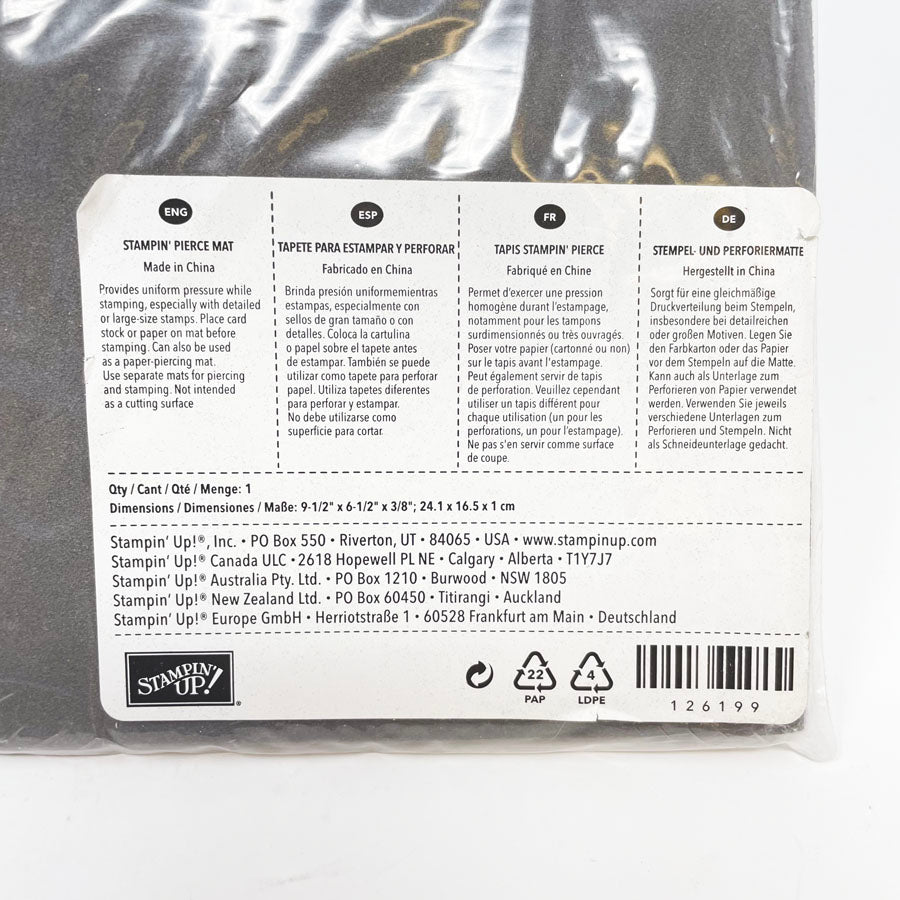 ENG
STAMPIN' PIERCE MAT
Made in China
Provides uniform pressure while
stamping, especially with detailed
or large-size stamps. Place card
stock or paper on mat before
stamping. Can also be used
as a paper-piercing mat.
Use separate mats for piercing
and stamping. Not intended
as a cutting surface
ESP
TAPETE PARA ESTAMPAR Y PERFORAR
Fabricado en China
Brinda presión uniformemientras
estampas, especialmente con
sellos de gran tamaño o con
detalles. Coloca la cartulina
o papel sobre el tapete antes
de estampar. También se puede
utilizar como tapete para perforar
papel. Utiliza tapetes diferentes
para perforar y estampar.
No debe utilizarse como
superficie para cortar.
FR
TAPIS STAMPIN' PIERCE
Fabriqué en Chine
Permet d'exercer une pression
homogène durant l'estampage,
notamment pour les tampons
surdimensionnés ou très ouvragés.
Poser votre papier (cartonné ou non)
sur le tapis avant l'estampage.
Peut également servir de tapis
de perforation. Veuillez cependant
utiliser un tapis différent pour
chaque utilisation (un pour les
perforations, un pour l'estampage).
Ne pas s'en servir comme surface
de coupe.
DE
STEMPEL- UND PERFORIERMATTE
Hergestellt in China
Sorgt für eine gleichmäßige
Druckverteilung beim Stempeln,
insbesondere bei detailreichen
oder großen Motiven. Legen Sie
den Farbkarton oder das Papier
vor dem Stempeln auf die Matte.
Kann auch als Unterlage zum
Perforieren von Papier verwendet
werden. Verwenden Sie jeweils
verschiedene Unterlagen zum
Perforieren und Stempeln. Nicht
als Schneideunterlage gedacht.
Qty / Cant / Qté / Menge: 1
Dimensions / Dimensiones / Maße: 9-1/2" x 6-1/2" x 3/8"; 24.1 x 16.5 x 1 cm
Stampin' Up!®, Inc. • PO Box 550 • Riverton, UT • 84065 • USA • www.stampinup.com
Stampin' Up!® Canada ULC • 2618 Hopewell PL NE • Calgary • Alberta • T1Y7J7
Stampin' Up!® Australia Pty. Ltd. • PO Box 1210 • Burwood • NSW 1805
Stampin' Up!® New Zealand Ltd. • PO Box 60450 • Titirangi • Auckland
Stampin' Up!® Europe GmbH • Herriotstraße 1 • 60528 Frankfurt am Main • Deutschland
STAMPIN' UP!®
22
PAP
4
LDPE
126199